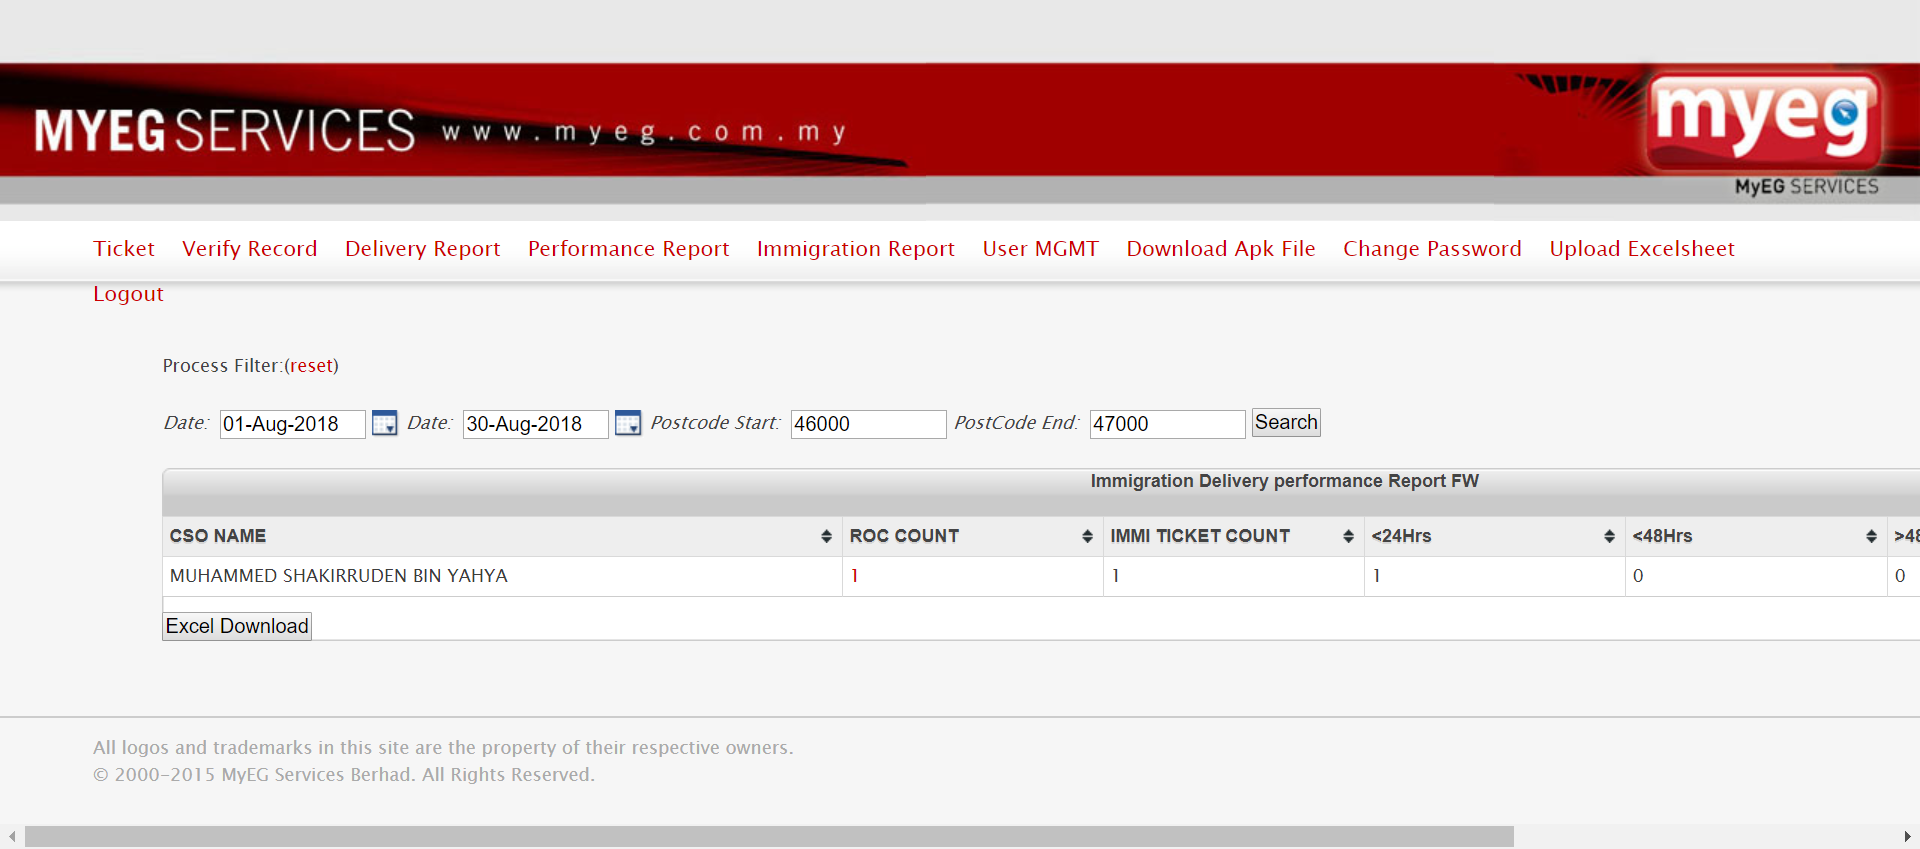 MYEG SERVICES www.myeg.com.my
myeg
MyEG SERVICES
Ticket Verify Record Delivery Report Performance Report Immigration Report User MGMT Download Apk File Change Password Upload Excelsheet
Logout
Process Filter:(reset)
Date: 01-Aug-2018 Date: 30-Aug-2018 Postcode Start: 46000 PostCode End: 47000 Search
Immigration Delivery performance Report FW
CSO NAME ROC COUNT IMMI TICKET COUNT <24Hrs <48Hrs >48
MUHAMMED SHAKIRRUDEN BIN YAHYA 1 1 1 0 0
Excel Download
All logos and trademarks in this site are the property of their respective owners.
© 2000-2015 MyEG Services Berhad. All Rights Reserved.